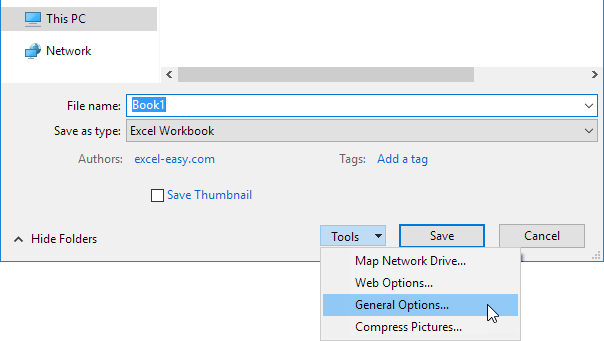 This PC
Network
File name: Book1
Save as type: Excel Workbook
Authors: excel-easy.com Tags: Add a tag
Save Thumbnail
Hide Folders Tools Save Cancel
Map Network Drive...
Web Options...
General Options...
Compress Pictures...